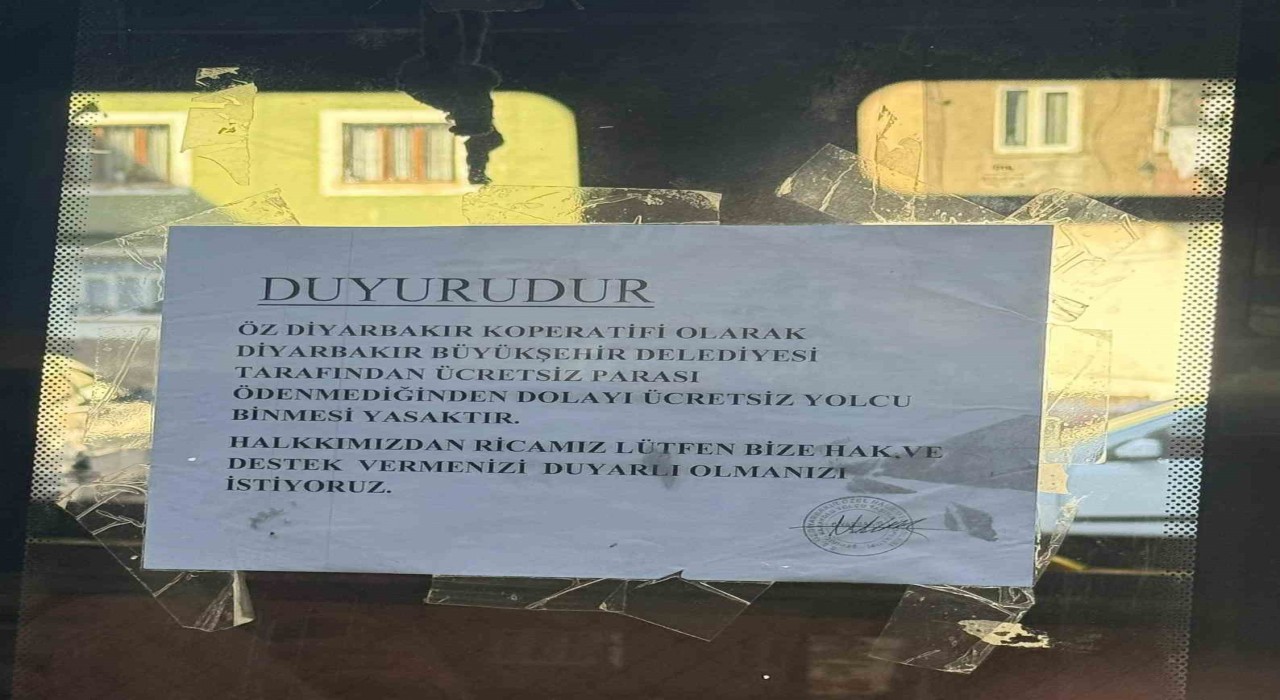 DUYURUDUR
ÖZ DİYARBAKIR KOPERATİFİ OLARAK
DİYARBAKIR BÜYÜKŞEHİR DELEDİYESİ
TARAFINDAN ÜCRETSİZ PARASI
ÖDENMEDİĞİNDEN DOLAYI ÜCRETSİZ YOLCU
BİNMESİ YASAKTIR.
HALKKIMIZDAN RİCAMIZ LÜTFEN BİZE HAK,VE
DESTEK VERMENİZİ DUYARLI OLMANIZI
İSTİYORUZ.